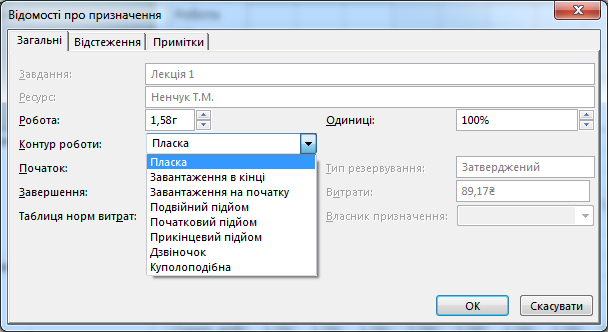 Відомості про призначення
Загальні Відстеження Примітки
Завдання: Лекція 1
Ресурс: Ненчук Т.М.
Робота: 1,58г Одиниці: 100%
Контур роботи: Пласка
Початок: Тип резервування: Затверджений
Завершення: Витрати: 89,17₴
Таблиця норм витрат: Власник призначення:
Пласка
Завантаження в кінці
Завантаження на початку
Подвійний підйом
Початковий підйом
Прикінцевий підйом
Дзвіночок
Куполоподібна
ОК Скасувати